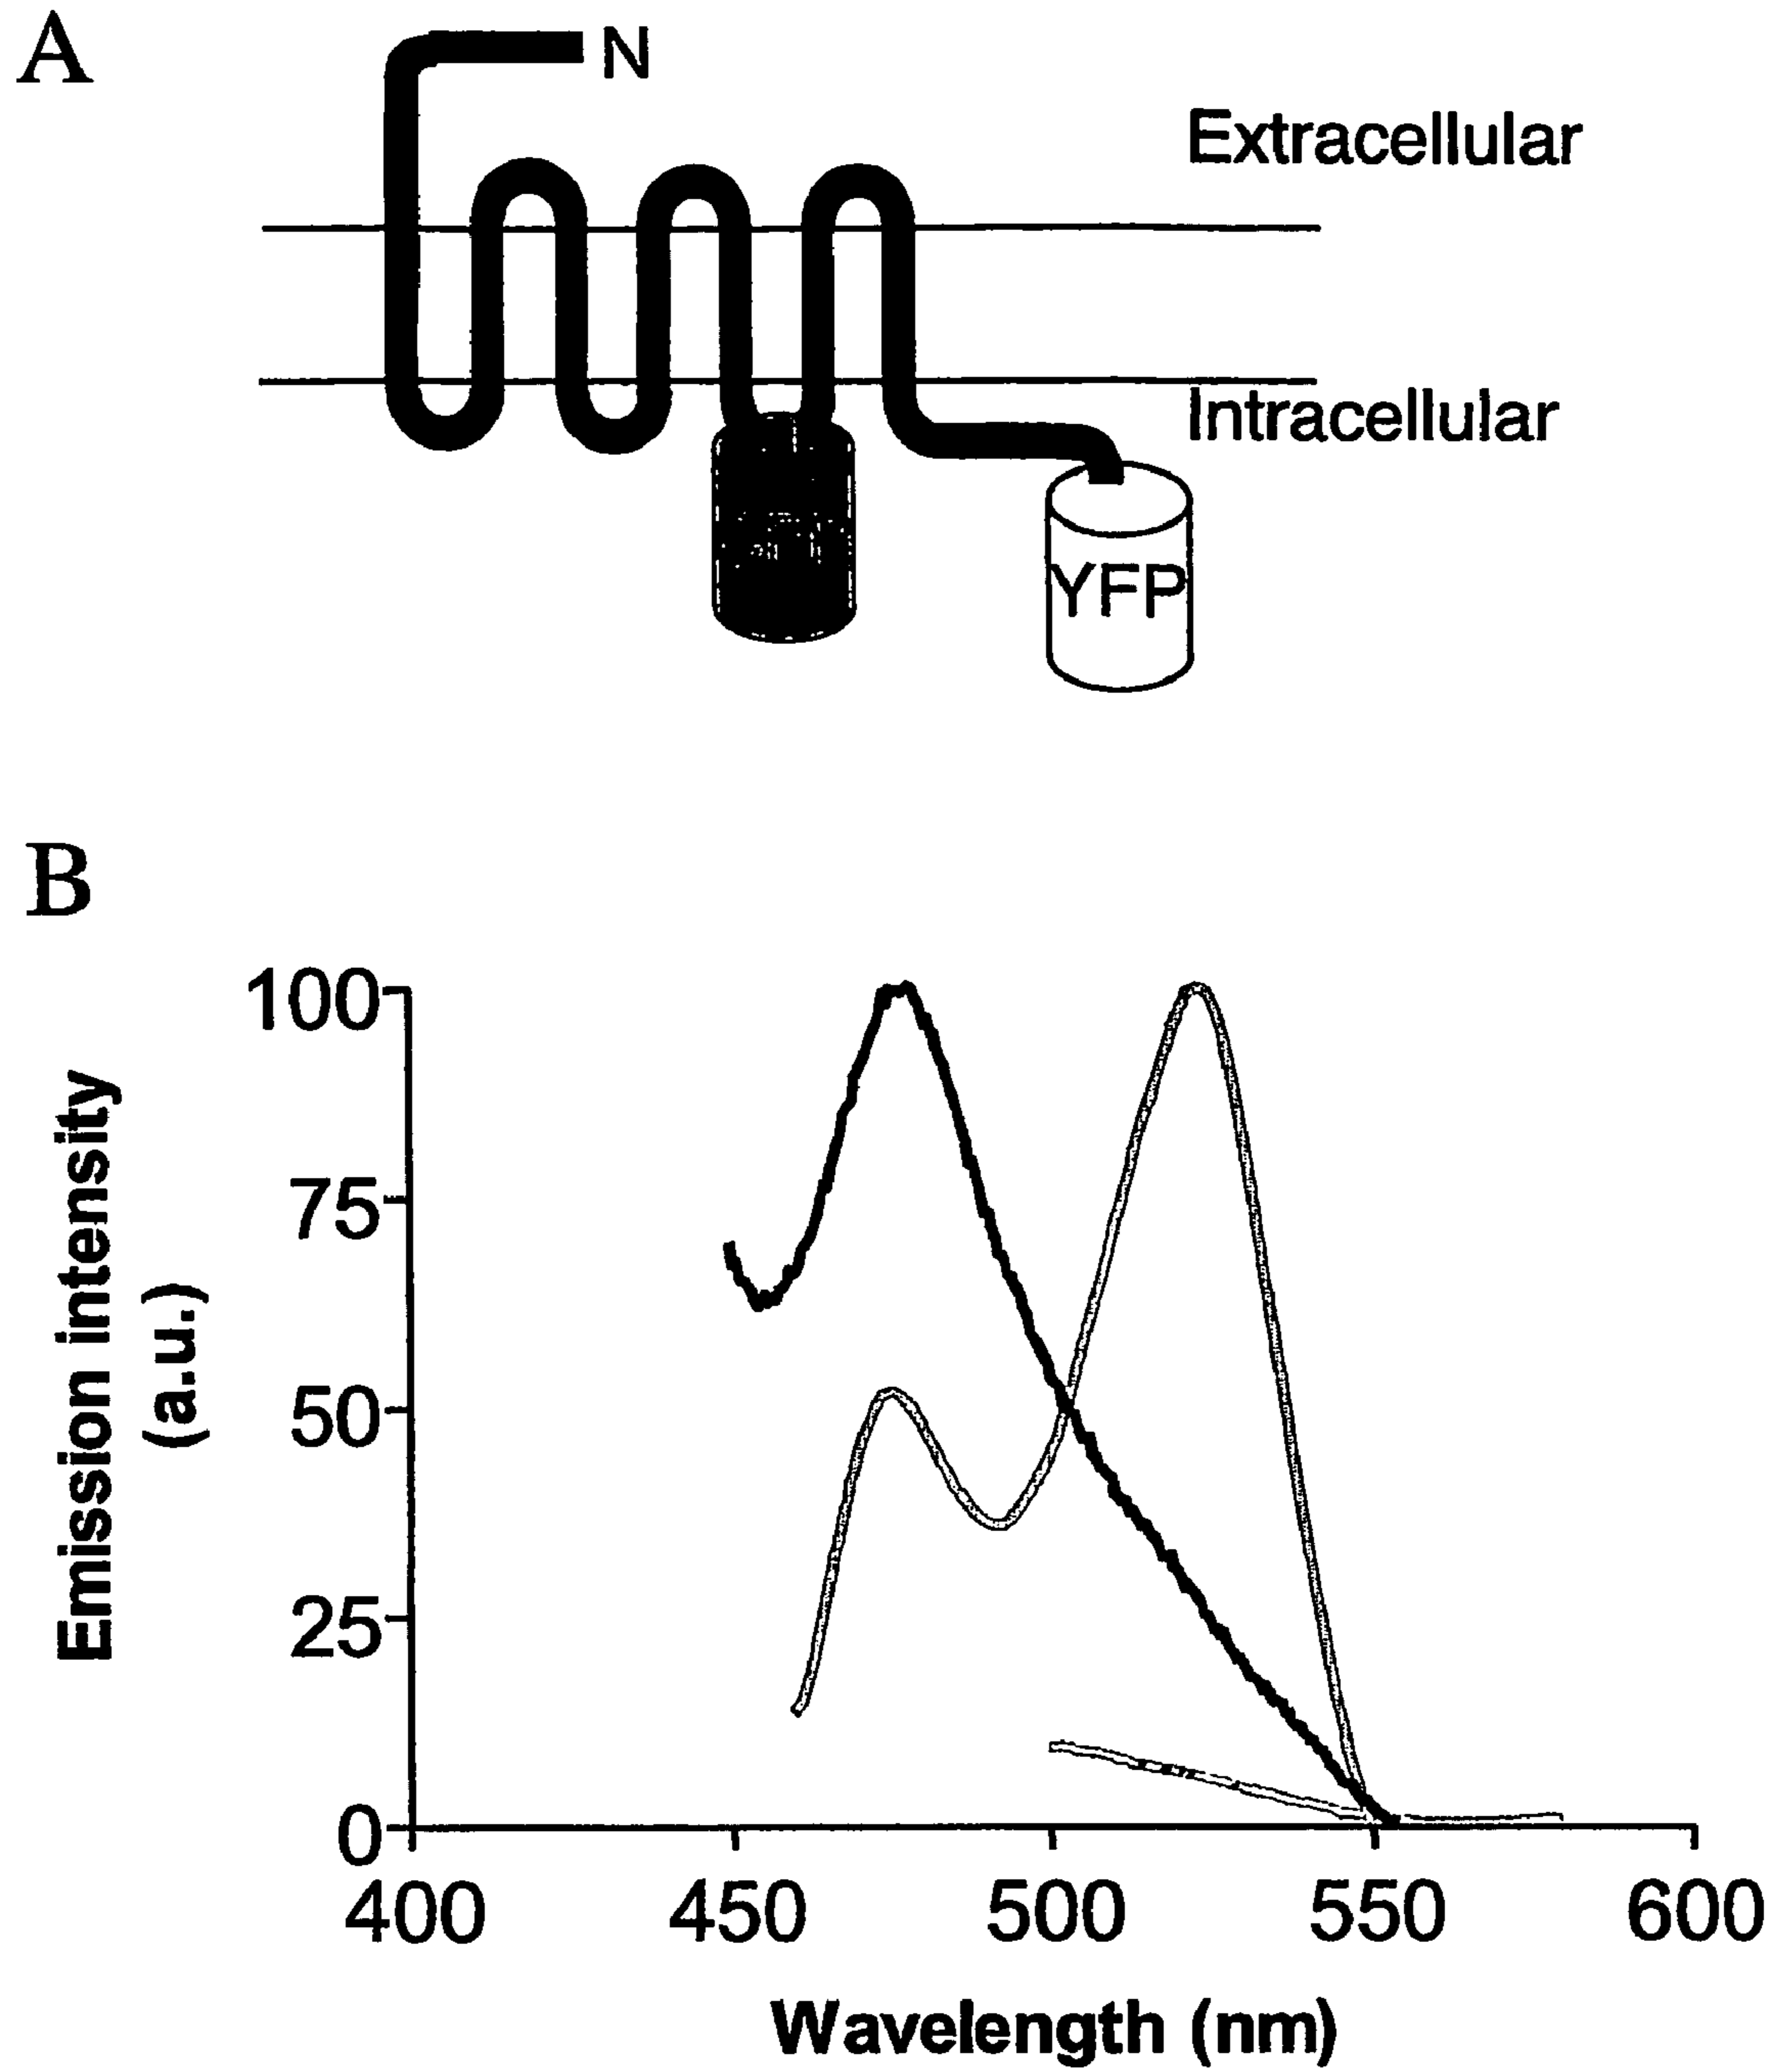 A
N
Extracellular
Intracellular
YFP
B
100
75
50
25
0
400 450 500 550 600
Emission intensity
(a.u.)
Wavelength (nm)